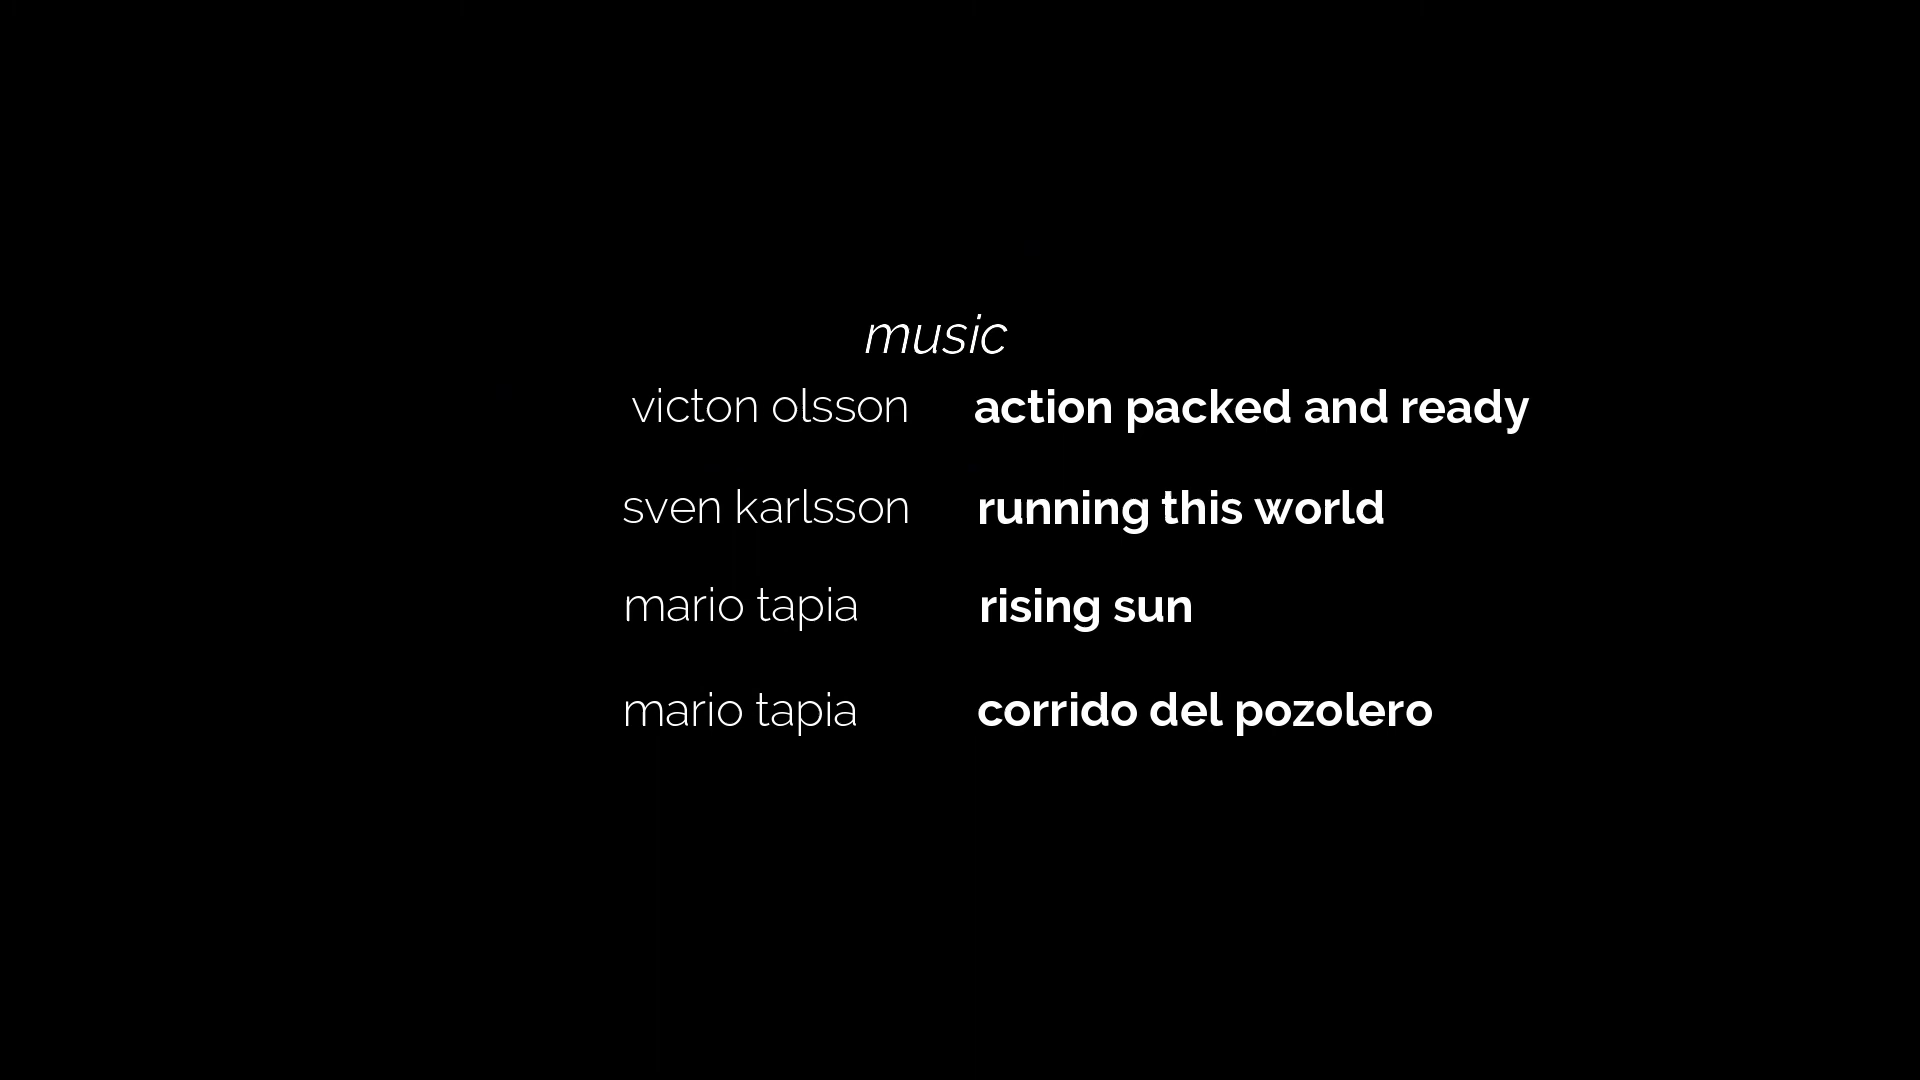 music
victon olsson action packed and ready
sven karlsson running this world
mario tapia rising sun
mario tapia corrido del pozolero